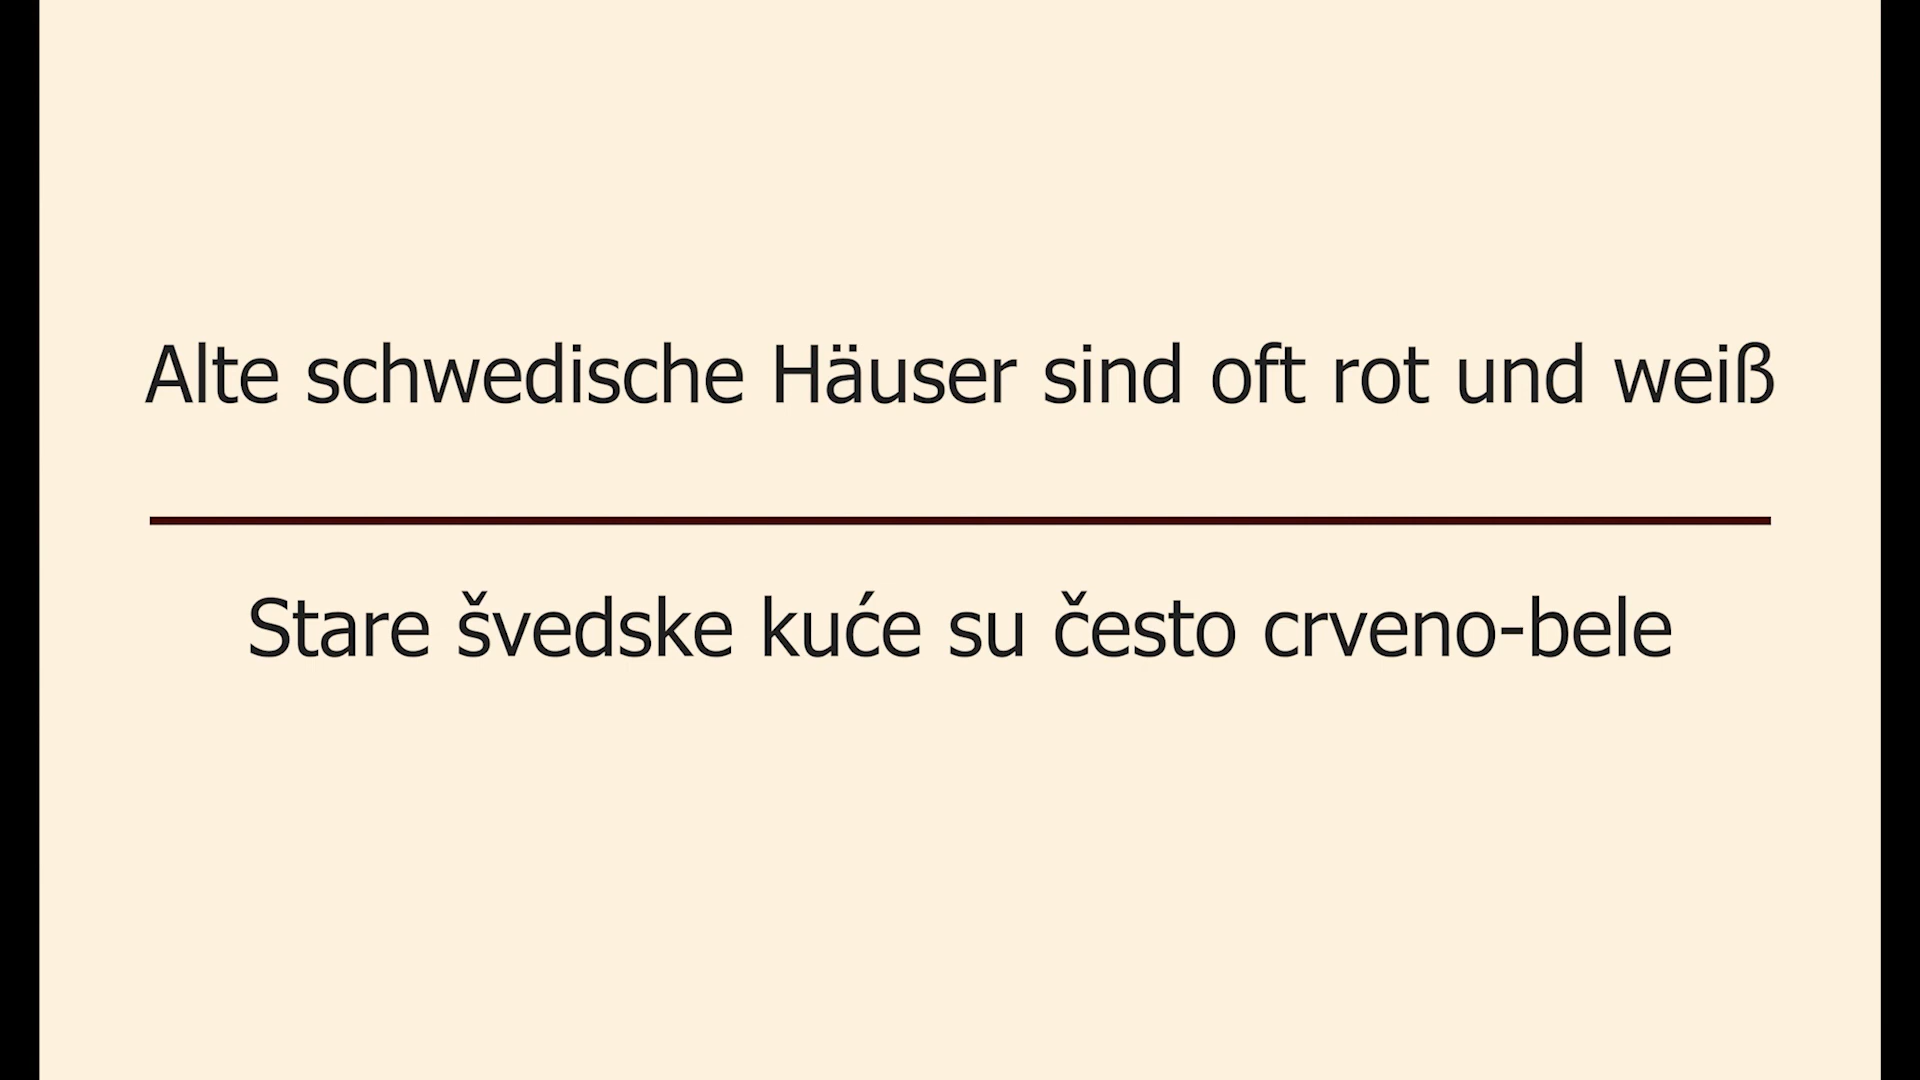 Alte schwedische Häuser sind oft rot und weiß
Stare švedske kuće su često crveno-bele